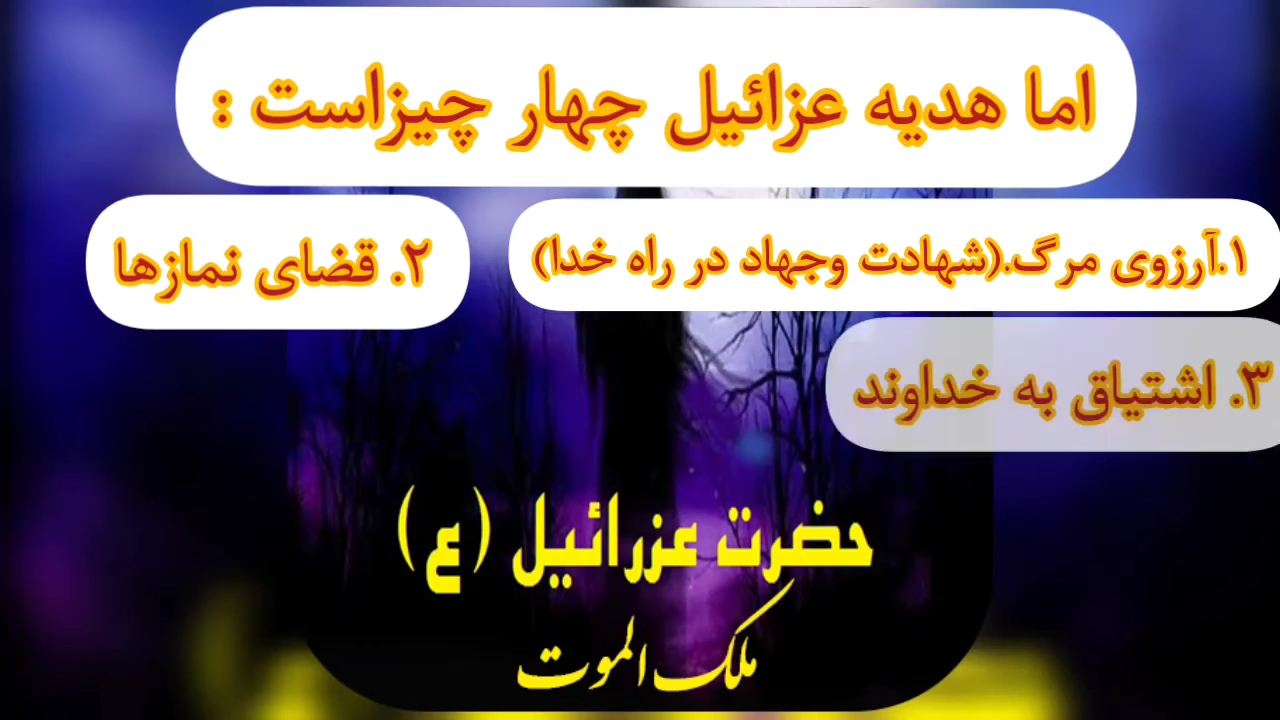 اما هدیه عزائیل چهار چیزاست :
۱.آرزوی مرگ.(شهادت وجهاد در راه خدا)
۲. قضای نمازها
۳. اشتیاق به خداوند
حضرت عزرائیل (ع)
ملک الموت